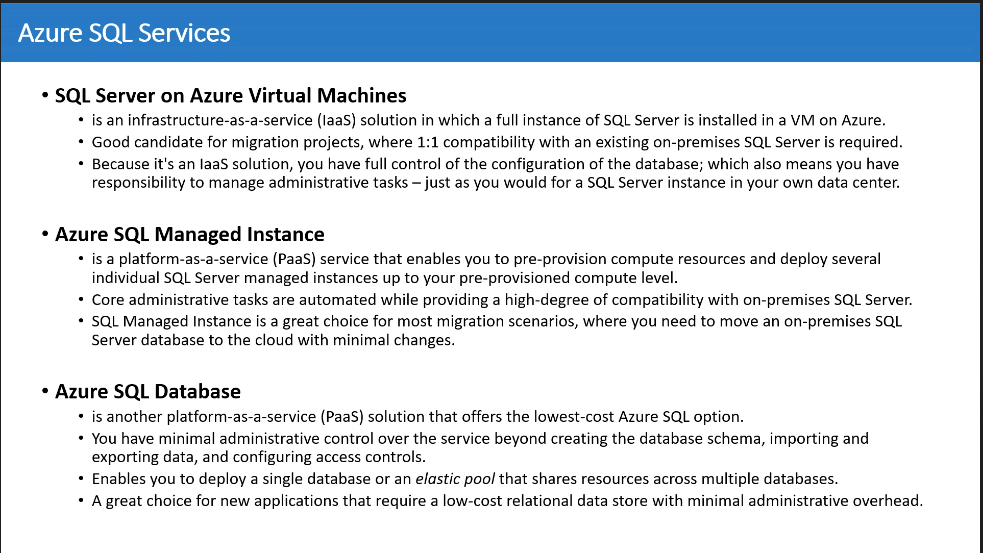 Azure SQL Services
• SQL Server on Azure Virtual Machines
• is an infrastructure-as-a-service (IaaS) solution in which a full instance of SQL Server is installed in a VM on Azure.
• Good candidate for migration projects, where 1:1 compatibility with an existing on-premises SQL Server is required.
• Because it's an IaaS solution, you have full control of the configuration of the database; which also means you have
responsibility to manage administrative tasks – just as you would for a SQL Server instance in your own data center.
• Azure SQL Managed Instance
• is a platform-as-a-service (PaaS) service that enables you to pre-provision compute resources and deploy several
individual SQL Server managed instances up to your pre-provisioned compute level.
• Core administrative tasks are automated while providing a high-degree of compatibility with on-premises SQL Server.
• SQL Managed Instance is a great choice for most migration scenarios, where you need to move an on-premises SQL
Server database to the cloud with minimal changes.
• Azure SQL Database
• is another platform-as-a-service (PaaS) solution that offers the lowest-cost Azure SQL option.
• You have minimal administrative control over the service beyond creating the database schema, importing and
exporting data, and configuring access controls.
• Enables you to deploy a single database or an elastic pool that shares resources across multiple databases.
• A great choice for new applications that require a low-cost relational data store with minimal administrative overhead.